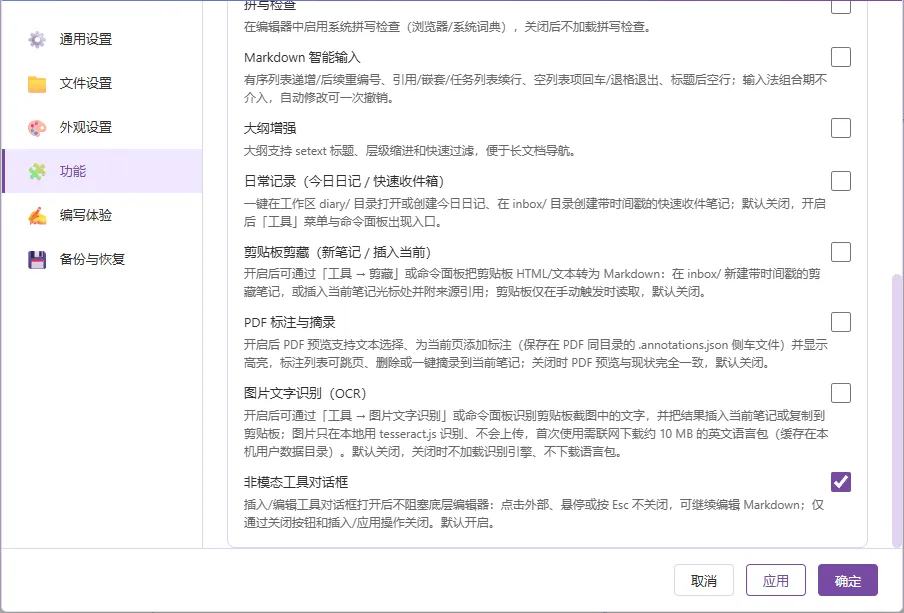 通用设置
文件设置
外观设置
功能
编写体验
备份与恢复
拼写检查
在编辑器中启用系统拼写检查（浏览器/系统词典），关闭后不加载拼写检查。
Markdown 智能输入
有序列表递增/后续重编号、引用/嵌套/任务列表续行、空列表项回车/退格退出、标题后空行；输入法组合期不
介入，自动修改可一次撤销。
大纲增强
大纲支持 setext 标题、层级缩进和快速过滤，便于长文档导航。
日常记录（今日日记 / 快速收件箱）
一键在工作区 diary/ 目录打开或创建今日日记、在 inbox/ 目录创建带时间戳的快速收件笔记；默认关闭，开启
后「工具」菜单与命令面板出现入口。
剪贴板剪藏（新笔记 / 插入当前）
开启后可通过「工具 → 剪藏」或命令面板把剪贴板 HTML/文本转为 Markdown：在 inbox/ 新建带时间戳的剪
藏笔记，或插入当前笔记光标处并附来源引用；剪贴板仅在手动触发时读取，默认关闭。
PDF 标注与摘录
开启后 PDF 预览支持文本选择、为当前页添加标注（保存在 PDF 同目录的 .annotations.json 侧车文件）并显示
高亮，标注列表可跳页、删除或一键摘录到当前笔记；关闭时 PDF 预览与现状完全一致，默认关闭。
图片文字识别（OCR）
开启后可通过「工具 → 图片文字识别」或命令面板识别剪贴板截图中的文字，并把结果插入当前笔记或复制到
剪贴板；图片只在本地用 tesseract.js 识别、不会上传，首次使用需联网下载约 10 MB 的英文语言包（缓存在本
机用户数据目录）。默认关闭，关闭时不加载识别引擎、不下载语言包。
非模态工具对话框
插入/编辑工具对话框打开后不阻塞底层编辑器：点击外部、悬停或按 Esc 不关闭，可继续编辑 Markdown；仅
通过关闭按钮和插入/应用操作关闭。默认开启。
取消
应用
确定